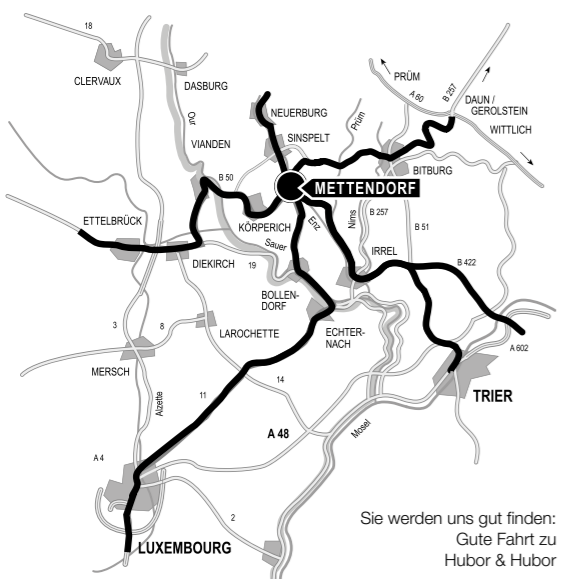 18
CLERVAUX
DASBURG
Our
VIANDEN
NEUERBURG
SINSPELT
Prüm
PRÜM
A 60
B 257
DAUN /
GEROLSTEIN
WITTLICH
BITBURG
B 50
METTENDORF
ETTELBRÜCK
KÖRPERICH
Enz
Nims
B 257
B 51
Sauer
DIEKIRCH
19
IRREL
B 422
BOLLEN-
DORF
3
8
LAROCHETTE
ECHTER-
NACH
A 602
MERSCH
Alzette
11
14
TRIER
A 48
Mosel
A 4
2
LUXEMBOURG
Sie werden uns gut finden:
Gute Fahrt zu
Hubor & Hubor